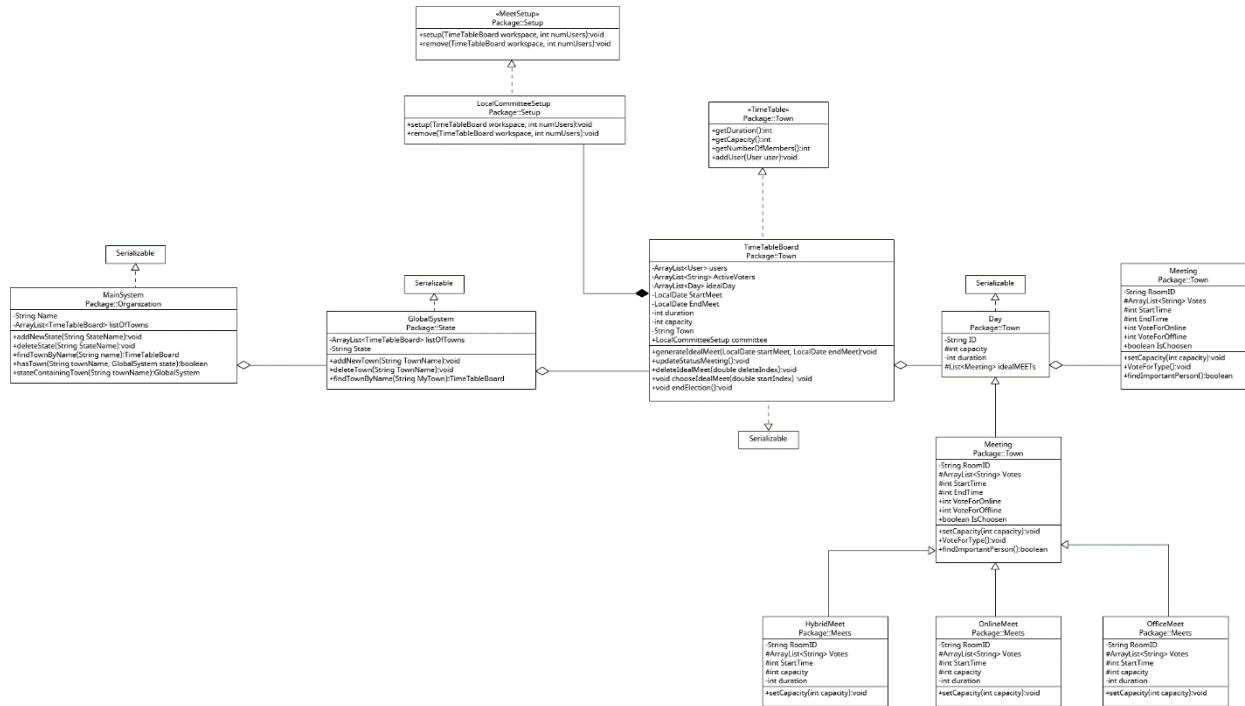 «MeetSetup»
Package::Setup
+setup(TimeTableBoard workspace, int numUsers):void
+remove(TimeTableBoard workspace, int numUsers):void
LocalCommitteeSetup
Package::Setup
+setup(TimeTableBoard workspace, int numUsers):void
+remove(TimeTableBoard workspace, int numUsers):void
«TimeTable»
Package::Town
+getDuration():int
+getCapacity():int
+getNumberOfMembers():int
+addUser(User user):void
Serializable
MainSystem
Package::Organization
-String Name
-ArrayList<TimeTableBoard> listOfTowns
+addNewState(String StateName):void
+deleteState(String StateName):void
+findTownByName(String name):TimeTableBoard
+hasTown(String townName, GlobalSystem state):boolean
+stateContainingTown(String townName):GlobalSystem
Serializable
GlobalSystem
Package::State
-ArrayList<TimeTableBoard> listOfTowns
-String State
+addNewTown(String TownName):void
+deleteTown(String TownName):void
+findTownByName(String MyTown):TimeTableBoard
TimeTableBoard
Package::Town
-ArrayList<User> users
-ArrayList<String> ActiveVoters
-ArrayList<Day> idealDay
-LocalDate StartMeet
-LocalDate EndMeet
-int duration
-int capacity
-String Town
+LocalCommitteeSetup committee
+generateIdealMeet(LocalDate startMeet, LocalDate endMeet):void
+updateStatusMeeting():void
+deleteIdealMeet(double deleteIndex):void
+void chooseIdealMeet(double startIndex) :void
+void endElection():void
Serializable
Serializable
Day
Package::Town
-String ID
#int capacity
-int duration
#List<Meeting> idealMEETs
Meeting
Package::Town
-String RoomID
#ArrayList<String> Votes
#int StartTime
#int EndTime
+int VoteForOnline
+int VoteForOffline
+boolean IsChoosen
+setCapacity(int capacity):void
+VoteForType():void
+findImportantPerson():boolean
Meeting
Package::Town
-String RoomID
#ArrayList<String> Votes
#int StartTime
#int EndTime
+int VoteForOnline
+int VoteForOffline
+boolean IsChoosen
+setCapacity(int capacity):void
+VoteForType():void
+findImportantPerson():boolean
HybridMeet
Package::Meets
-String RoomID
#ArrayList<String> Votes
#int StartTime
#int capacity
-int duration
+setCapacity(int capacity):void
OnlineMeet
Package::Meets
-String RoomID
#ArrayList<String> Votes
#int StartTime
#int capacity
-int duration
+setCapacity(int capacity):void
OfficeMeet
Package::Meets
-String RoomID
#ArrayList<String> Votes
#int StartTime
#int capacity
-int duration
+setCapacity(int capacity):void